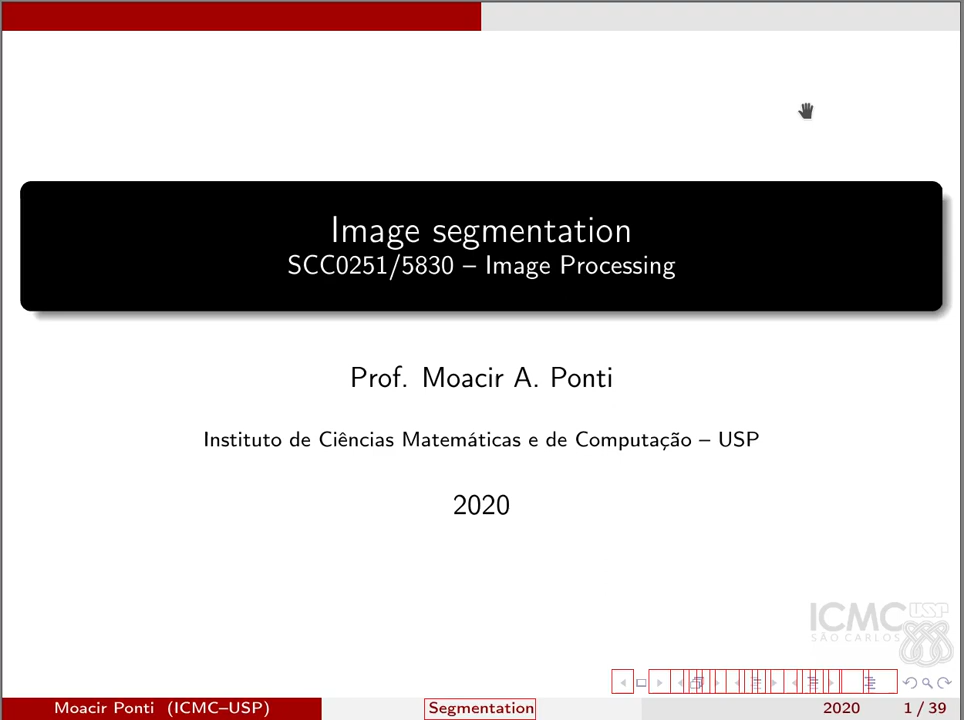 Image segmentation
SCC0251/5830 – Image Processing
Prof. Moacir A. Ponti
Instituto de Ciências Matemáticas e de Computação – USP
2020
ICMC USP
SÃO CARLOS
Moacir Ponti (ICMC–USP) Segmentation 2020 1 / 39